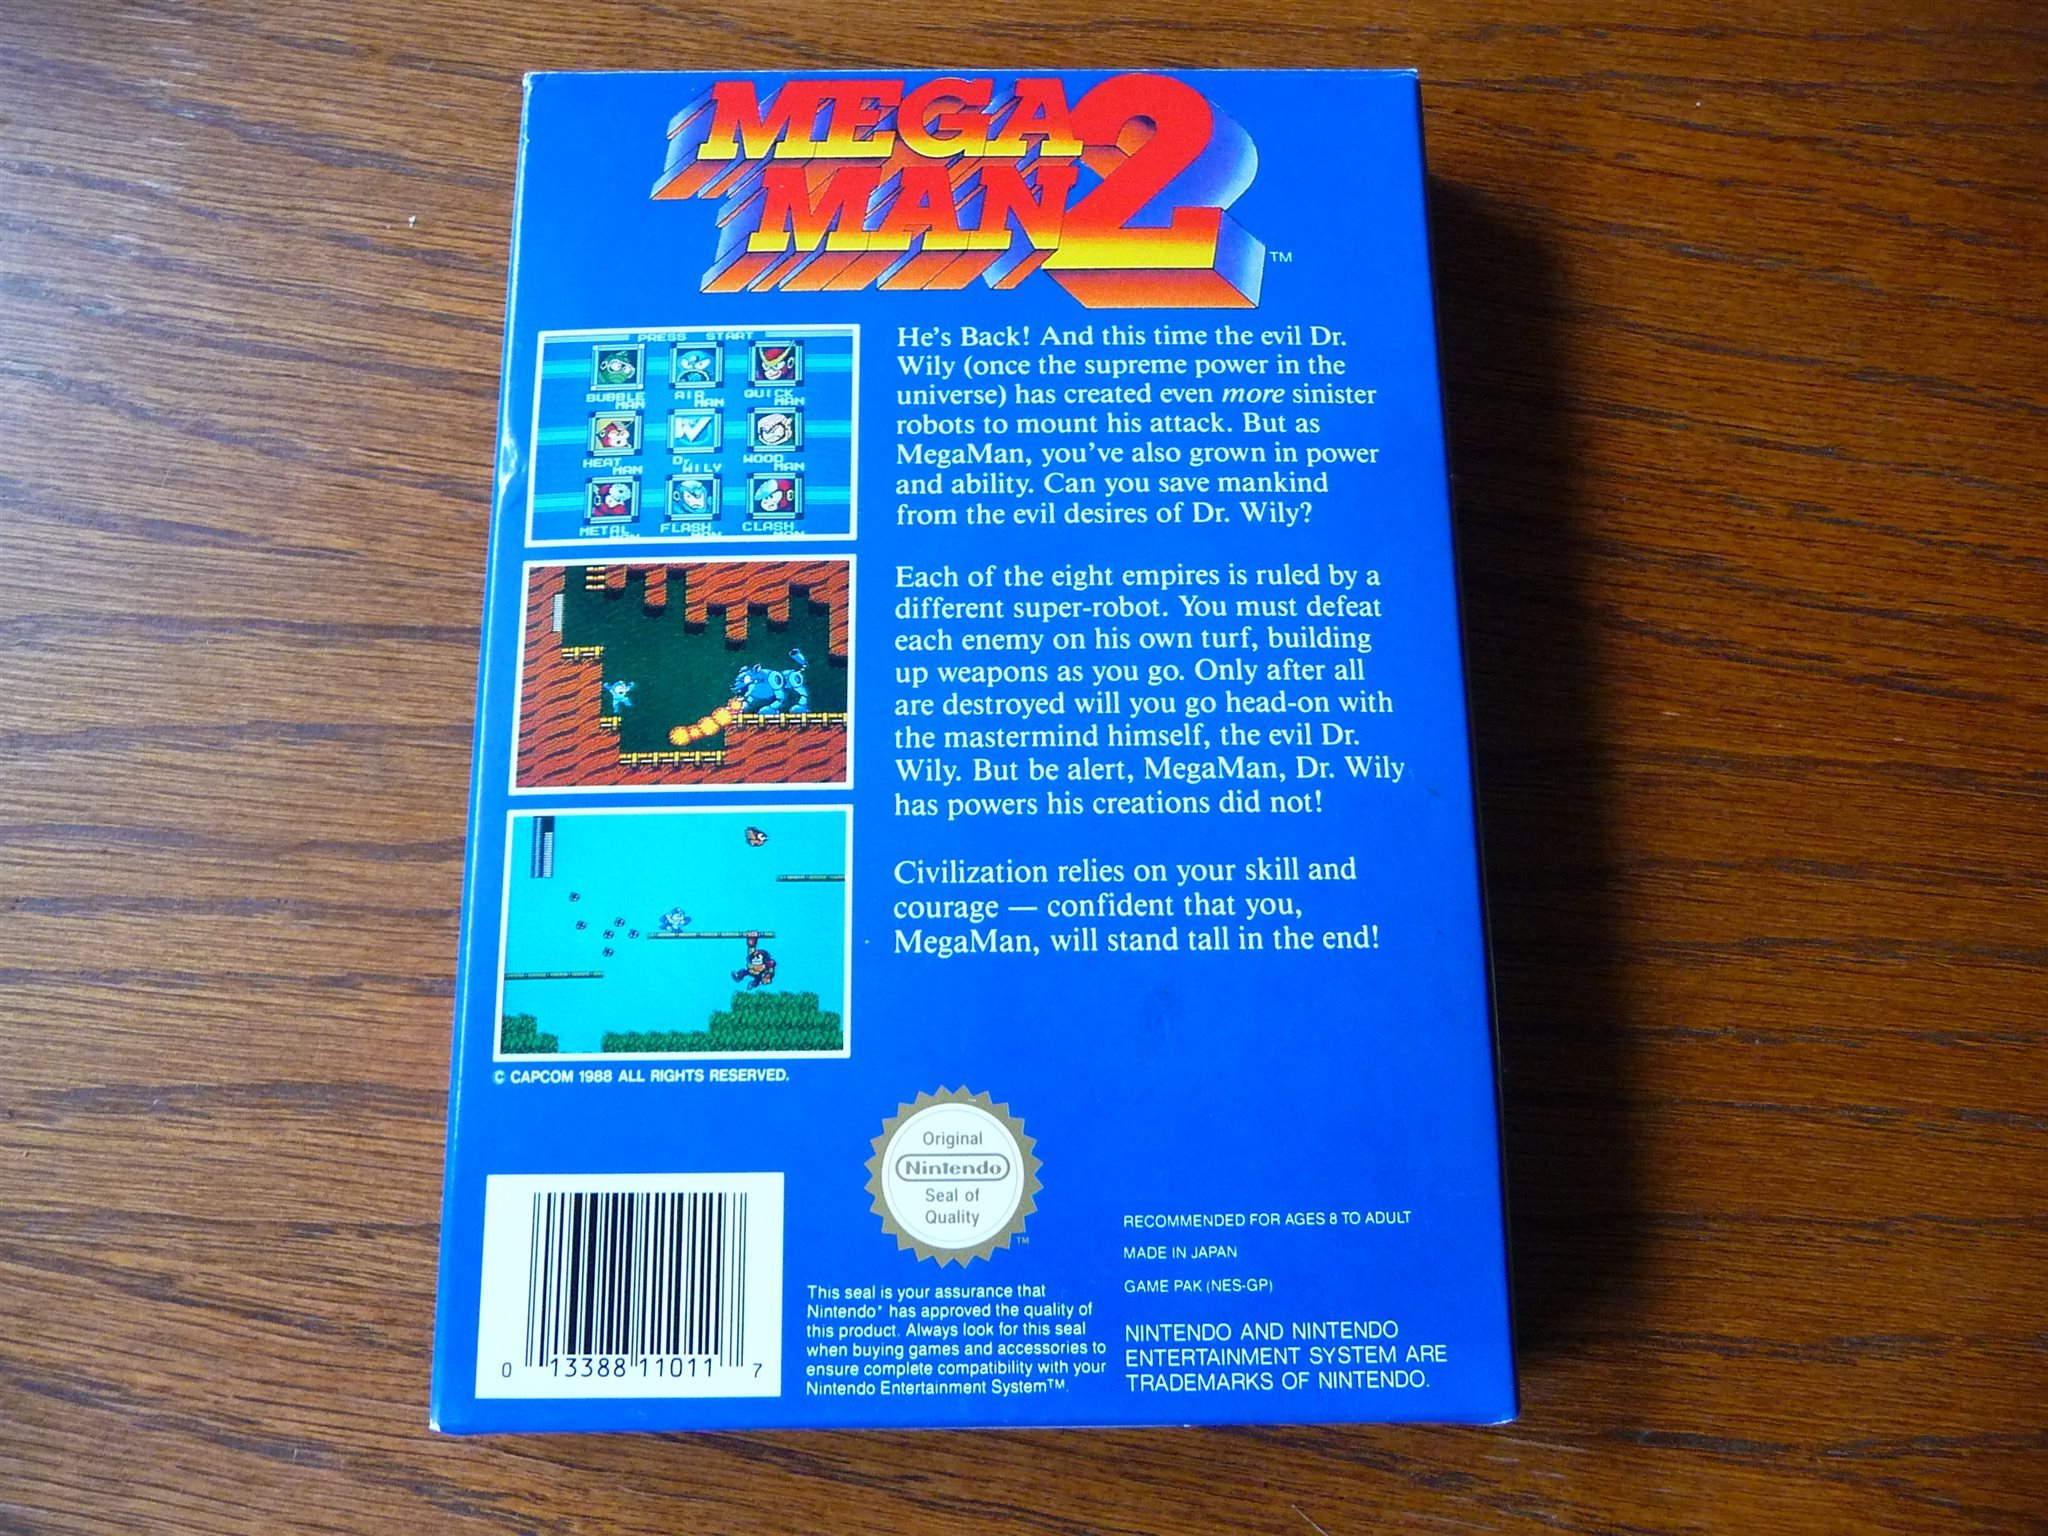 MEGA
MAN 2
TM
PRESS START
BUBBLE MAN
AIR MAN
QUICK MAN
HEAT MAN
DR WILY
WOOD MAN
METAL MAN
FLASH MAN
CLASH MAN
© CAPCOM 1988 ALL RIGHTS RESERVED.
He's Back! And this time the evil Dr.
Wily (once the supreme power in the
universe) has created even more sinister
robots to mount his attack. But as
MegaMan, you've also grown in power
and ability. Can you save mankind
from the evil desires of Dr. Wily?
Each of the eight empires is ruled by a
different super-robot. You must defeat
each enemy on his own turf, building
up weapons as you go. Only after all
are destroyed will you go head-on with
the mastermind himself, the evil Dr.
Wily. But be alert, MegaMan, Dr. Wily
has powers his creations did not!
Civilization relies on your skill and
courage — confident that you,
MegaMan, will stand tall in the end!
0 13388 11011 7
Original
Nintendo
Seal of
Quality
TM
This seal is your assurance that
Nintendo® has approved the quality of
this product. Always look for this seal
when buying games and accessories to
ensure complete compatibility with your
Nintendo Entertainment System™.
RECOMMENDED FOR AGES 8 TO ADULT
MADE IN JAPAN
GAME PAK (NES-GP)
NINTENDO AND NINTENDO
ENTERTAINMENT SYSTEM ARE
TRADEMARKS OF NINTENDO.